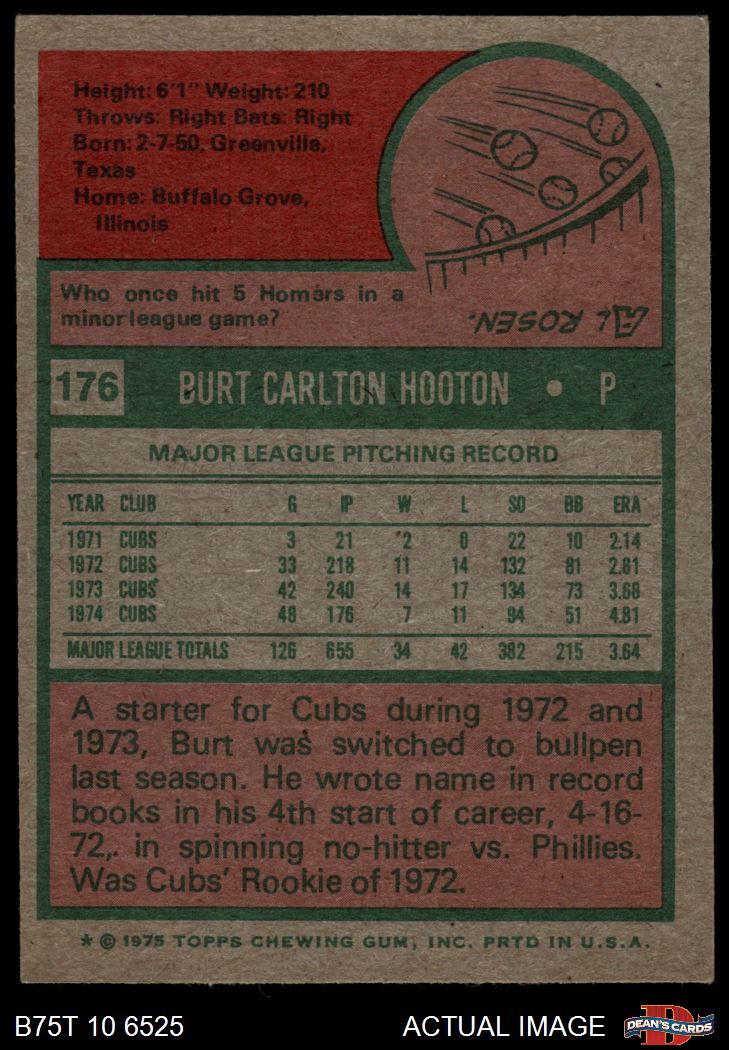 Height: 6'1" Weight: 210
Throws: Right Bats: Right
Born: 2-7-50, Greenville,
Texas
Home: Buffalo Grove,
Illinois
Who once hit 5 Homers in a
minor league game?
AL ROSEN.
176 BURT CARLTON HOOTON • P
MAJOR LEAGUE PITCHING RECORD
YEAR CLUB G IP W L SO BB ERA
1971 CUBS 3 21 2 0 22 10 2.14
1972 CUBS 33 218 11 14 132 81 2.81
1973 CUBS 42 240 14 17 134 73 3.68
1974 CUBS 48 176 7 11 94 51 4.81
MAJOR LEAGUE TOTALS 126 655 34 42 382 215 3.64
A starter for Cubs during 1972 and
1973, Burt was switched to bullpen
last season. He wrote name in record
books in his 4th start of career, 4-16-
72,. in spinning no-hitter vs. Phillies.
Was Cubs' Rookie of 1972.
* © 1975 TOPPS CHEWING GUM, INC. PRTD IN U.S.A.
B75T 10 6525 ACTUAL IMAGE DEAN'S CARDS